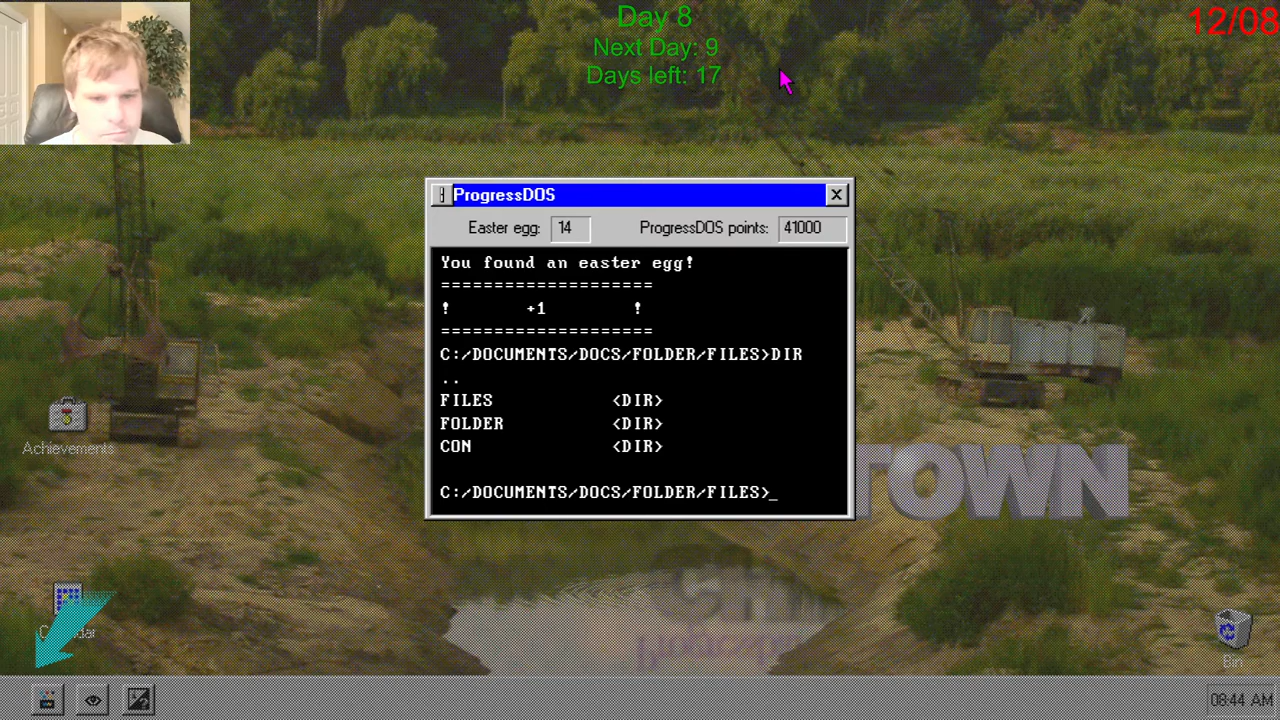 Day 8
Next Day: 9
Days left: 17
12/08
ProgressDOS
Easter egg: 14 ProgressDOS points: 41000
You found an easter egg!
====================
! +1 !
====================
C:/DOCUMENTS/DOCS/FOLDER/FILES>DIR
..
FILES <DIR>
FOLDER <DIR>
CON <DIR>
C:/DOCUMENTS/DOCS/FOLDER/FILES>_
Achievements
TOWN
Bin
08:44 AM